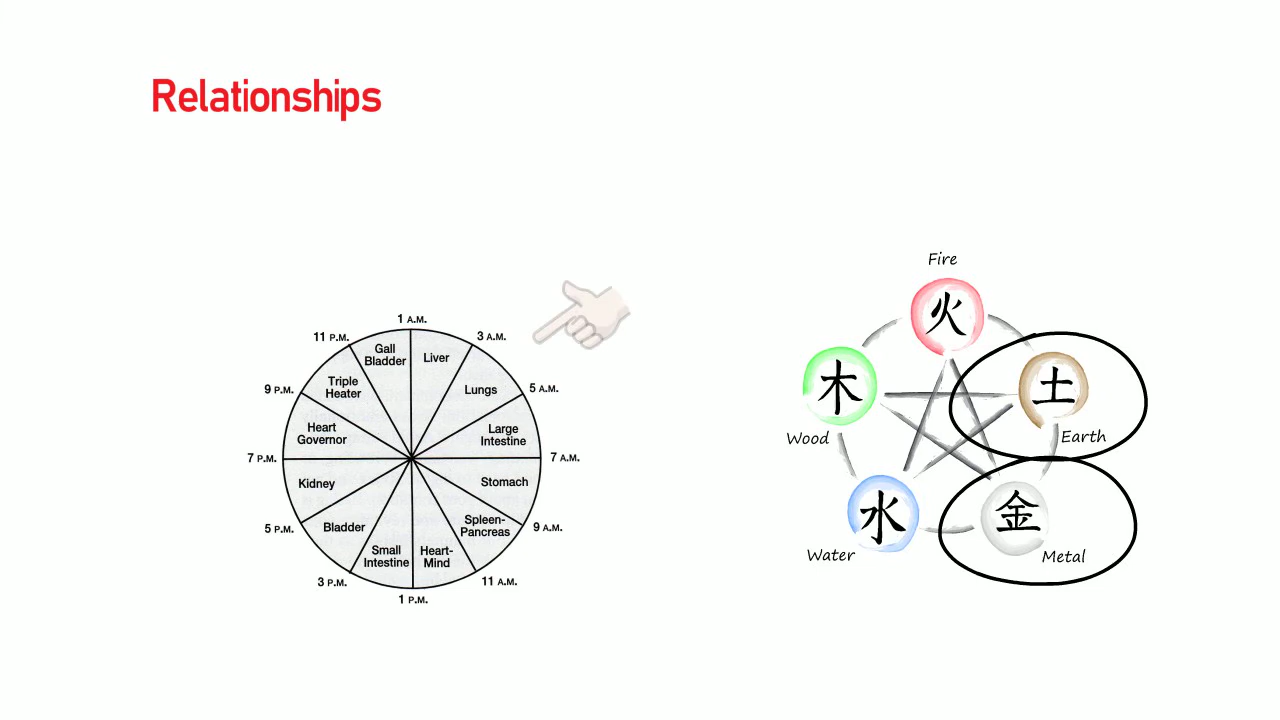 Relationships
1 A.M.
3 A.M.
5 A.M.
7 A.M.
9 A.M.
11 A.M.
1 P.M.
3 P.M.
5 P.M.
7 P.M.
9 P.M.
11 P.M.
Gall
Bladder
Liver
Lungs
Large
Intestine
Stomach
Spleen-
Pancreas
Heart-
Mind
Small
Intestine
Bladder
Kidney
Heart
Governor
Triple
Heater
Fire
火
木
土
Wood
Earth
水
金
Water
Metal